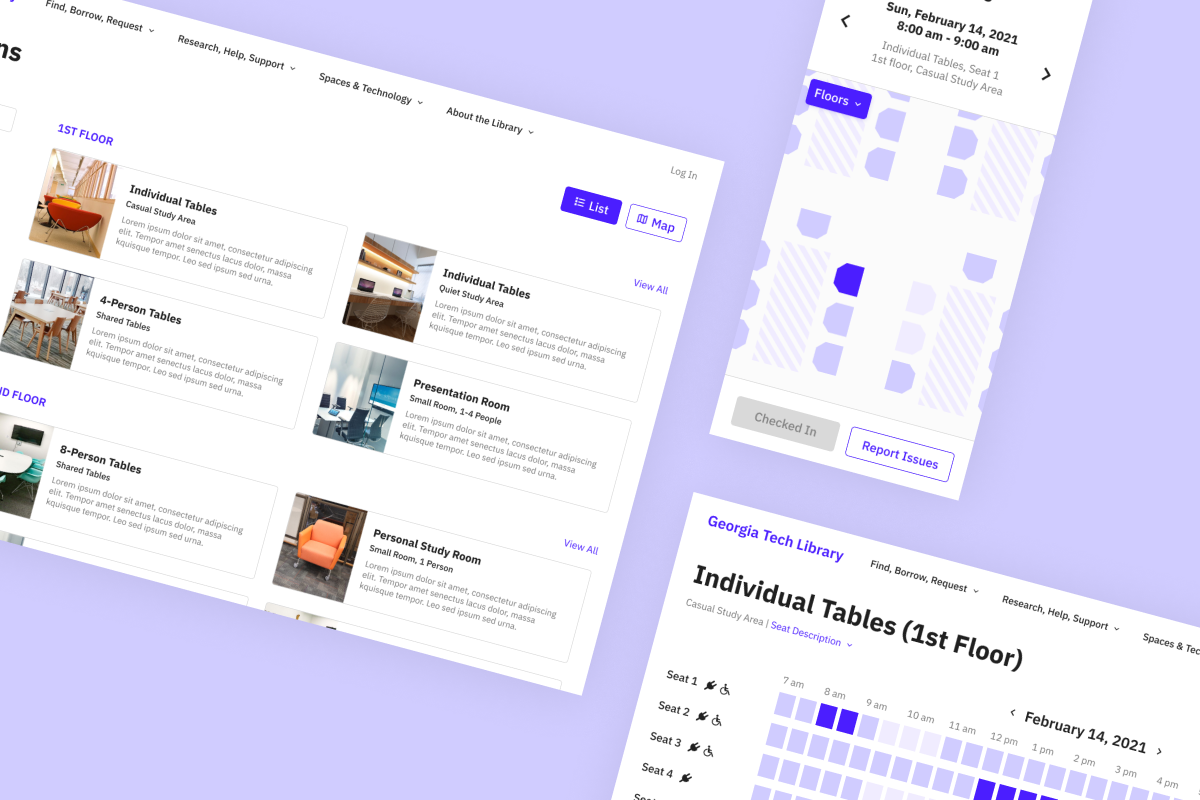 Find, Borrow, Request
Research, Help, Support
Spaces & Technology
About the Library
Log In
List
Map
1ST FLOOR
View All
Individual Tables
Casual Study Area
Lorem ipsum dolor sit amet, consectetur adipiscing
elit. Tempor amet senectus lacus dolor, massa
kquisque tempor. Leo sed ipsum sed urna.
Individual Tables
Quiet Study Area
Lorem ipsum dolor sit amet, consectetur adipiscing
elit. Tempor amet senectus lacus dolor, massa
kquisque tempor. Leo sed ipsum sed urna.
4-Person Tables
Shared Tables
Lorem ipsum dolor sit amet, consectetur adipiscing
elit. Tempor amet senectus lacus dolor, massa
kquisque tempor. Leo sed ipsum sed urna.
Presentation Room
Small Room, 1-4 People
Lorem ipsum dolor sit amet, consectetur adipiscing
elit. Tempor amet senectus lacus dolor, massa
kquisque tempor. Leo sed ipsum sed urna.
FLOOR
View All
8-Person Tables
Shared Tables
Lorem ipsum dolor sit amet, consectetur adipiscing
elit. Tempor amet senectus lacus dolor, massa
kquisque tempor. Leo sed ipsum sed urna.
Personal Study Room
Small Room, 1 Person
Lorem ipsum dolor sit amet, consectetur adipiscing
elit. Tempor amet senectus lacus dolor, massa
kquisque tempor. Leo sed ipsum sed urna.
Sun, February 14, 2021
8:00 am - 9:00 am
Individual Tables, Seat 1
1st floor, Casual Study Area
Floors
Checked In
Report Issues
Georgia Tech Library
Find, Borrow, Request
Research, Help, Support
Spaces & Tec
Individual Tables (1st Floor)
Casual Study Area | Seat Description
February 14, 2021
7 am
8 am
9 am
10 am
11 am
12 pm
1 pm
2 pm
3 pm
4 pm
Seat 1
Seat 2
Seat 3
Seat 4